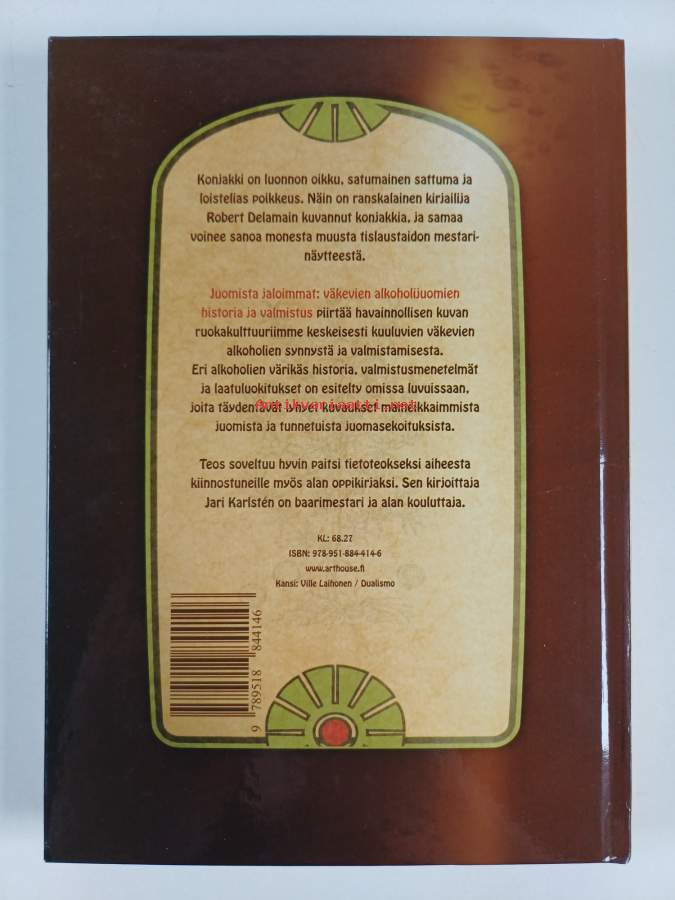 Konjakki on luonnon oikku, satumainen sattuma ja
loistelias poikkeus. Näin on ranskalainen kirjailija
Robert Delamain kuvannut konjakkia, ja samaa
voinee sanoa monesta muusta tislaustaidon mestari-
näytteestä.
Juomista jaloimmat: väkevien alkoholijuomien
historia ja valmistus piirtää havainnollisen kuvan
ruokakulttuuriimme keskeisesti kuuluvien väkevien
alkoholien synnystä ja valmistamisesta.
Eri alkoholien värikäs historia, valmistusmenetelmät
ja laatuluokitukset on esitelty omissa luvuissaan,
Antikvariaatti.net
joita täydentävät lyhyet kuvaukset maineikkaimmista
juomista ja tunnetuista juomasekoituksista.
Teos soveltuu hyvin paitsi tietoteokseksi aiheesta
kiinnostuneille myös alan oppikirjaksi. Sen kirjoittaja
Jari Karlstén on baarimestari ja alan kouluttaja.
KL: 68.27
ISBN: 978-951-884-414-6
www.arthouse.fi
Kansi: Ville Laihonen / Dualismo
9 789518 844146